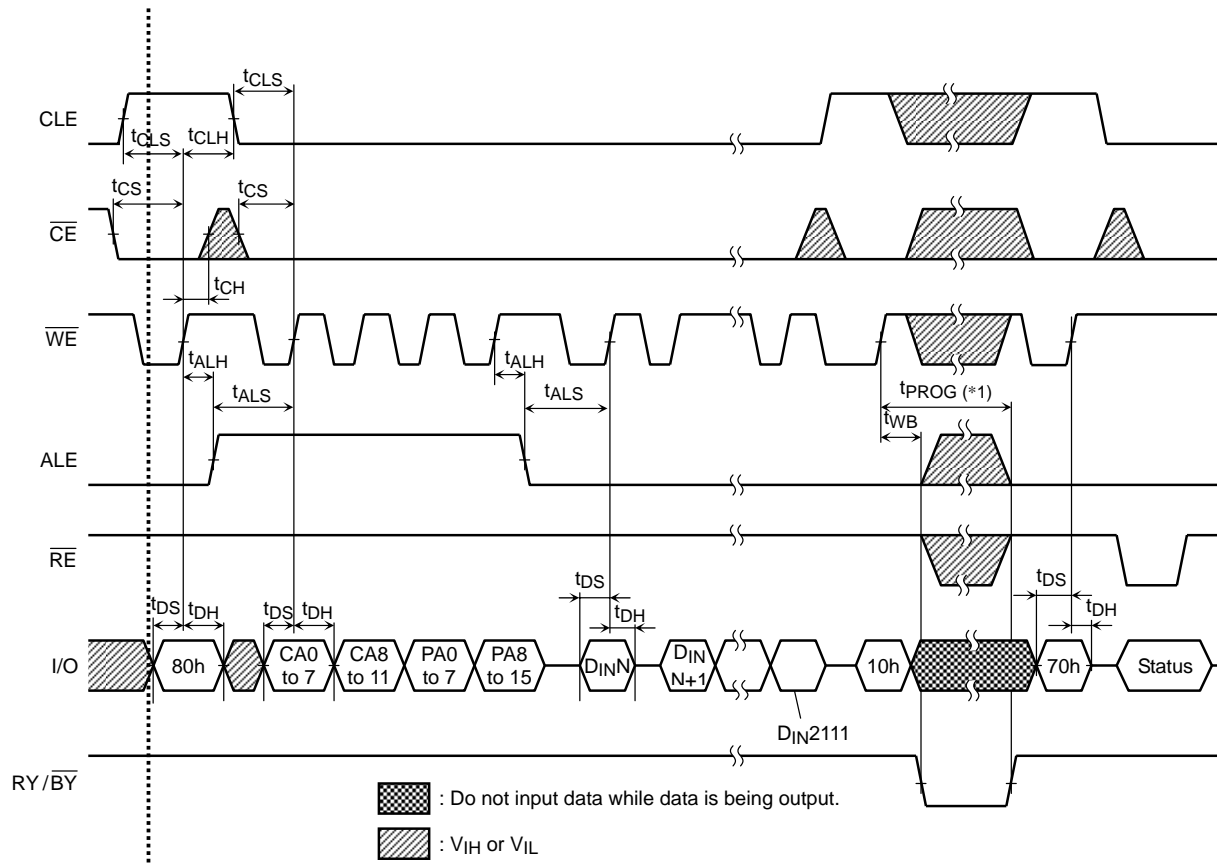 tCLS
CLE
tCLS tCLH
tCS tCS
CE
tCH
WE
tALH tALH
tALS tALS tPROG (*1)
tWB
ALE
RE
tDS tDH tDS tDH tDS tDH tDS tDH
I/O 80h CA0 to 7 CA8 to 11 PA0 to 7 PA8 to 15 DINN DIN N+1 10h 70h Status
DIN2111
RY/BY
: Do not input data while data is being output.
: VIH or VIL